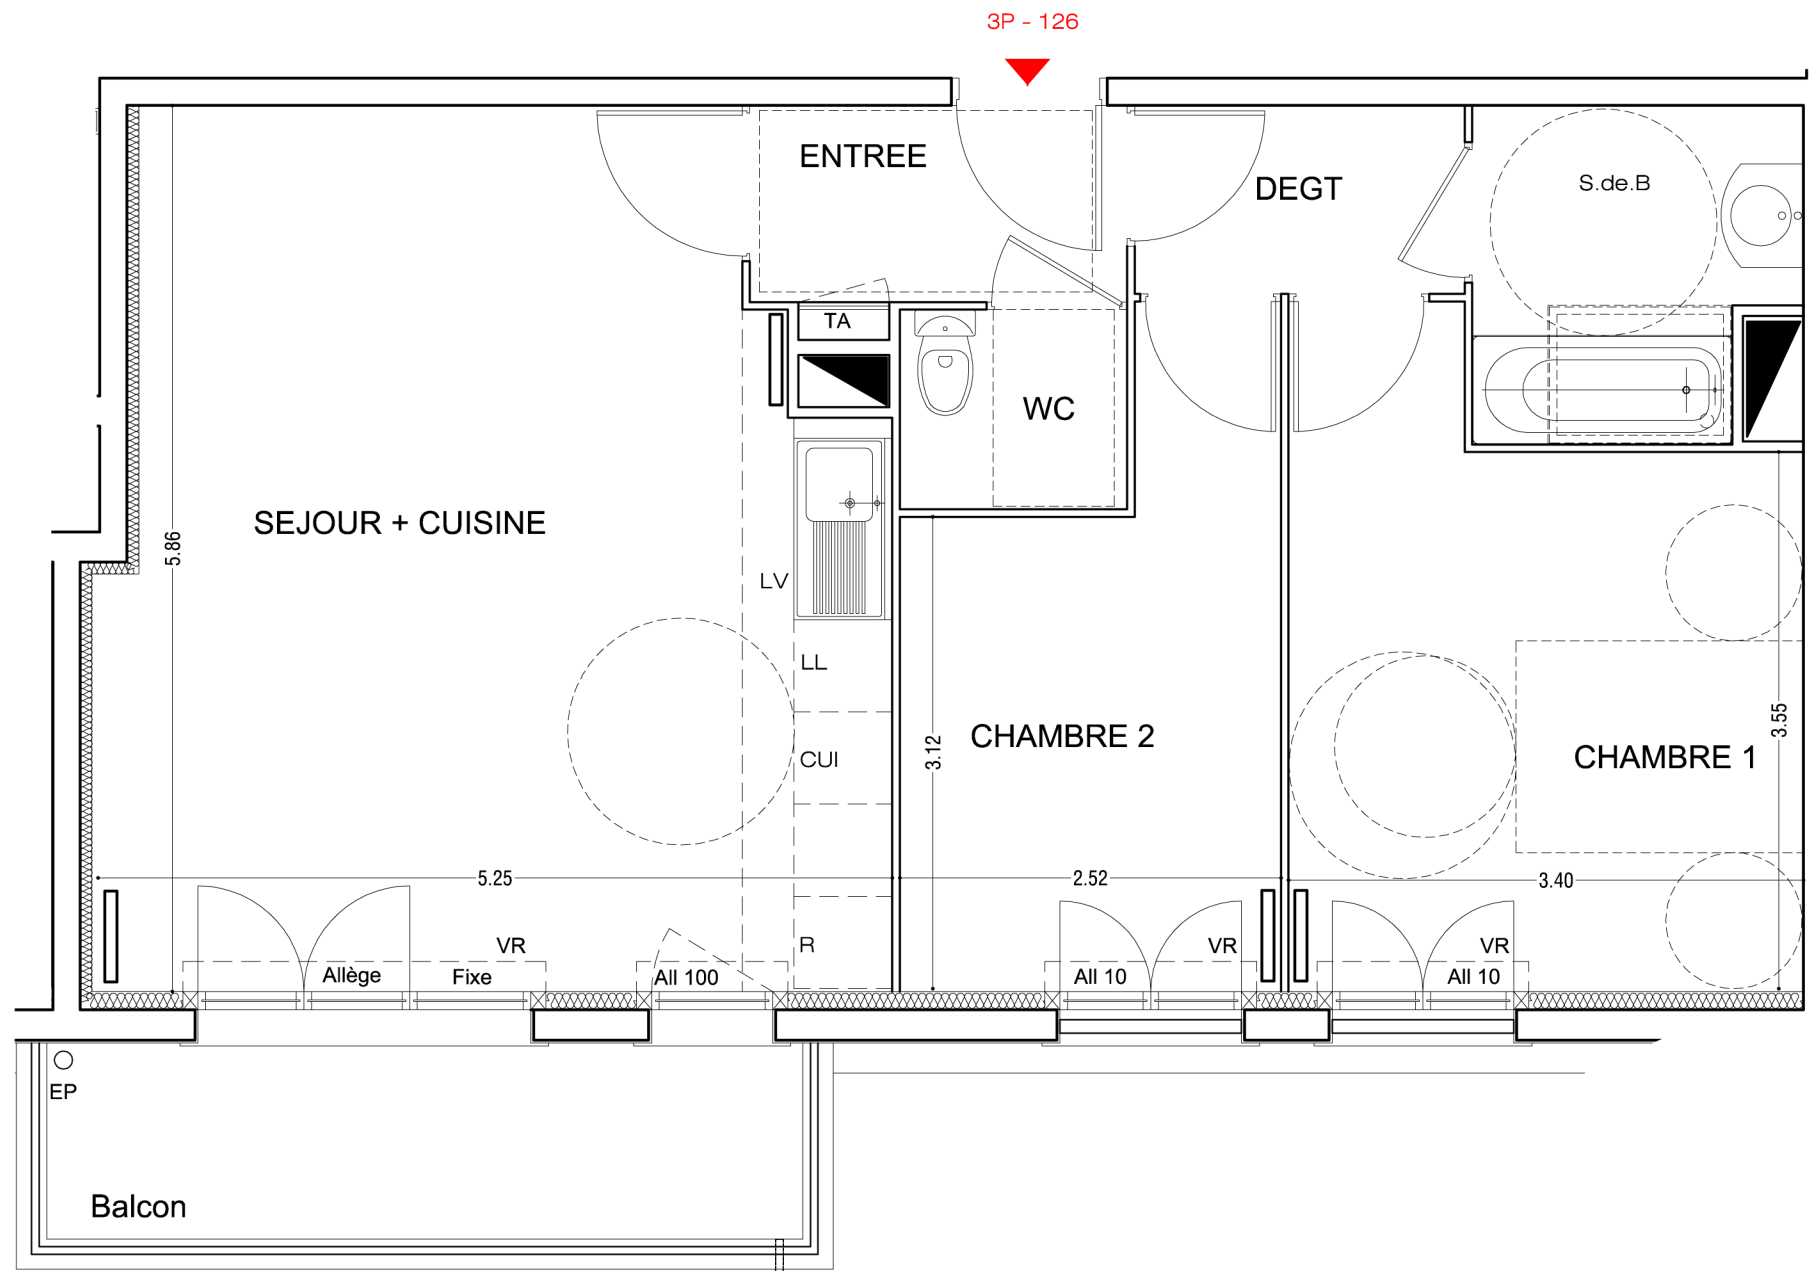 3P - 126
ENTREE
DEGT
S.de.B
TA
WC
SEJOUR + CUISINE
5.86
LV
LL
CUI
CHAMBRE 2
3.12
CHAMBRE 1
3.55
5.25
2.52
3.40
VR
R
VR
VR
Allège
Fixe
All 100
All 10
All 10
EP
Balcon